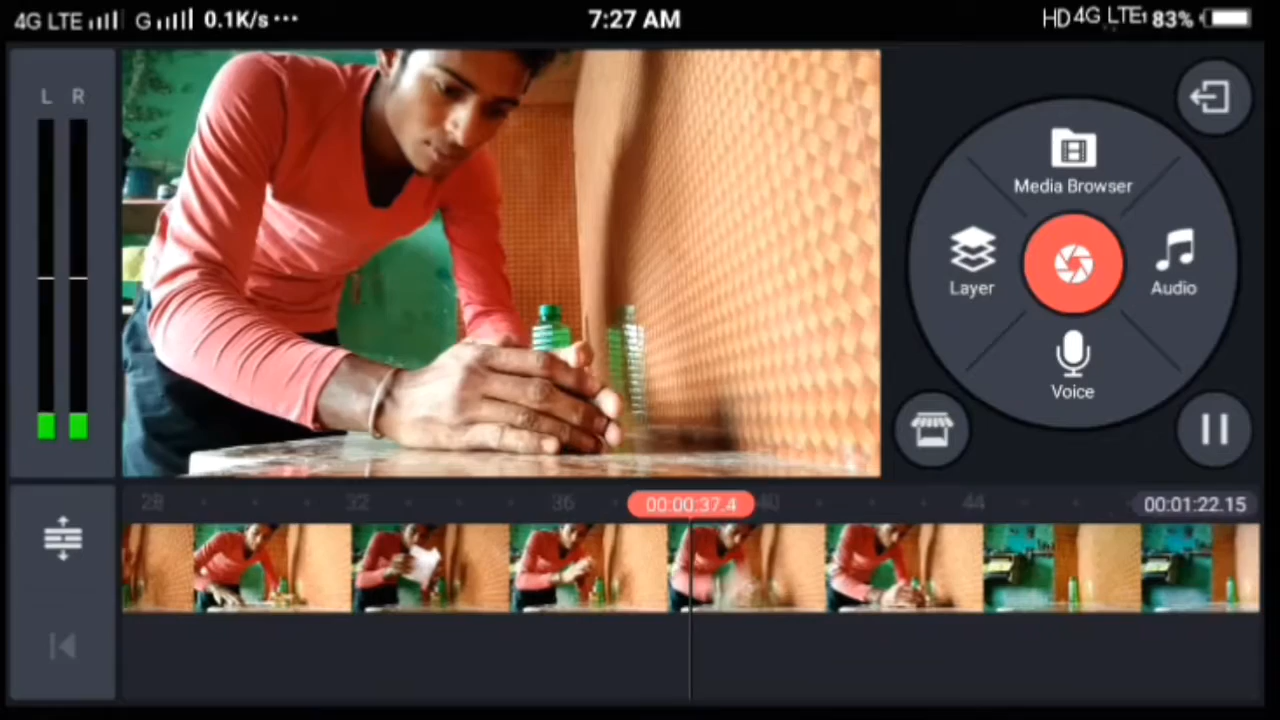 4G LTE G 0.1K/s ··· 7:27 AM HD 4G LTE1 83%
L R
Media Browser
Layer
Audio
Voice
28 32 36 00:00:37.4 40 44 00:01:22.15